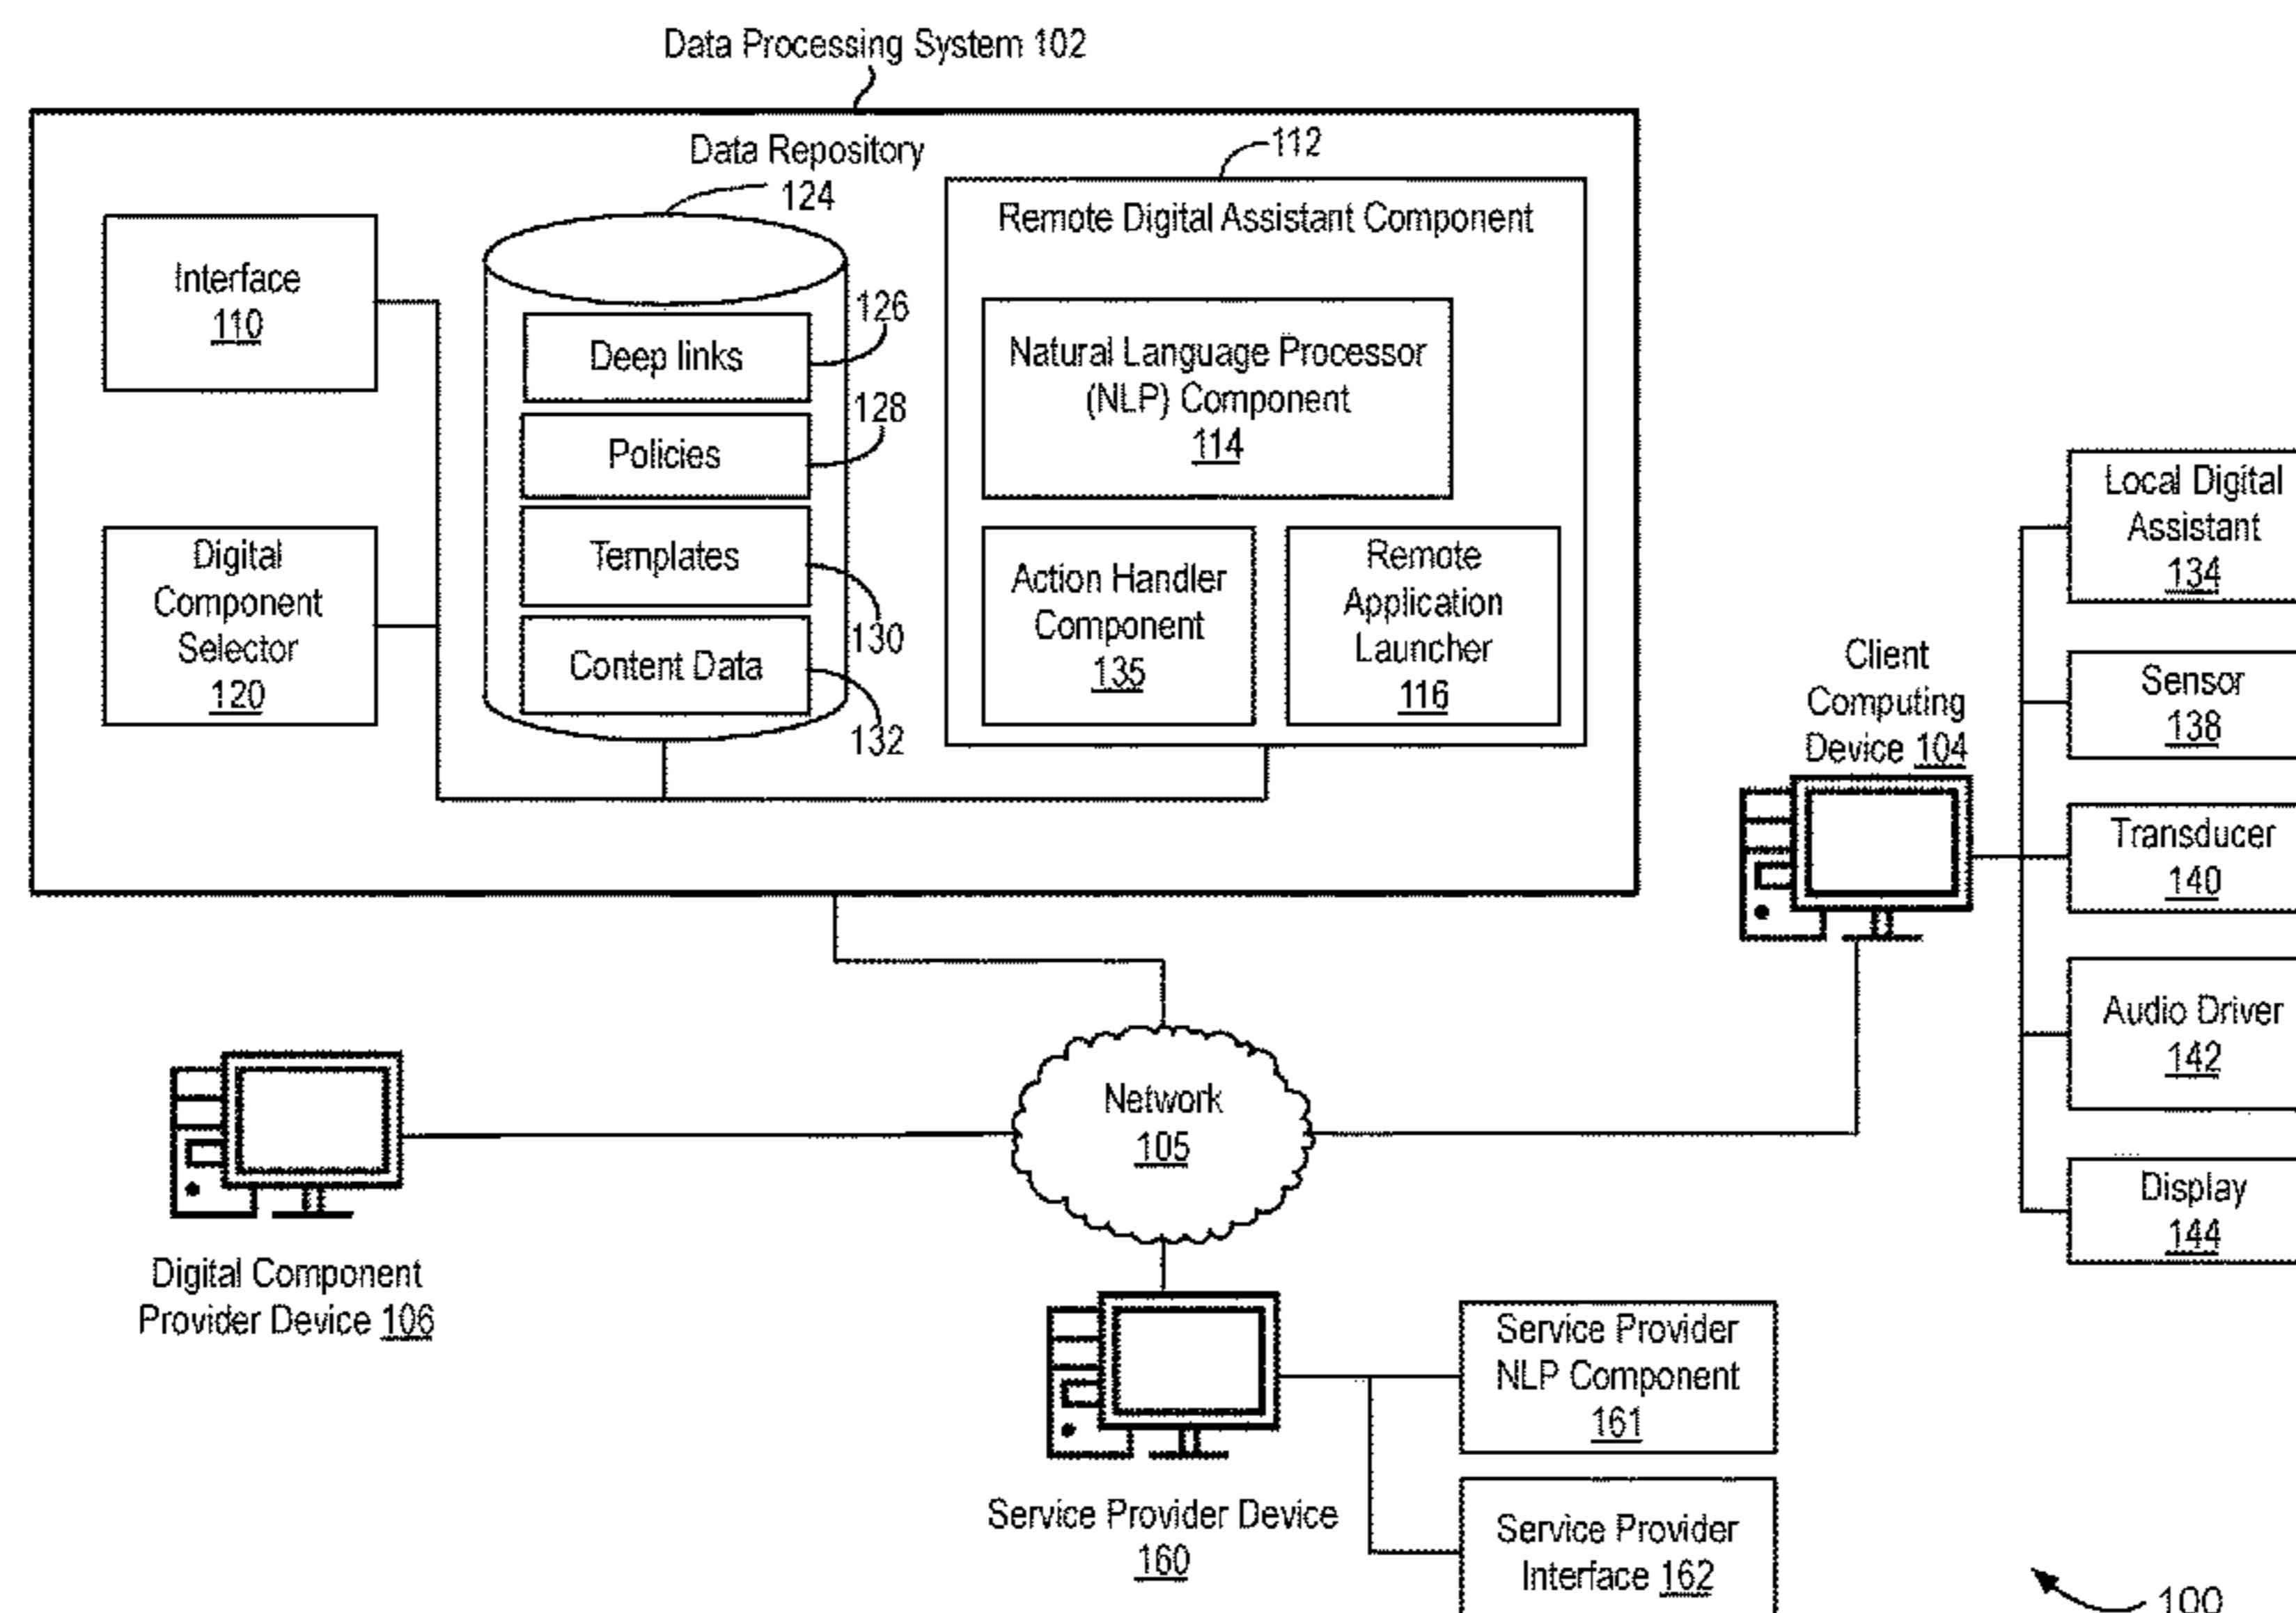 Data Processing System 102
Data Repository
124
112
Remote Digital Assistant Component
Interface
110
126
Deep links
Natural Language Processor
(NLP) Component
114
128
Policies
Digital
Component
Selector
120
Templates
130
Content Data
132
Action Handler
Component
135
Remote
Application
Launcher
116
Client
Computing
Device 104
Local Digital
Assistant
134
Sensor
138
Transducer
140
Audio Driver
142
Display
144
Network
105
Digital Component
Provider Device 106
Service Provider Device
160
Service Provider
NLP Component
161
Service Provider
Interface 162
100